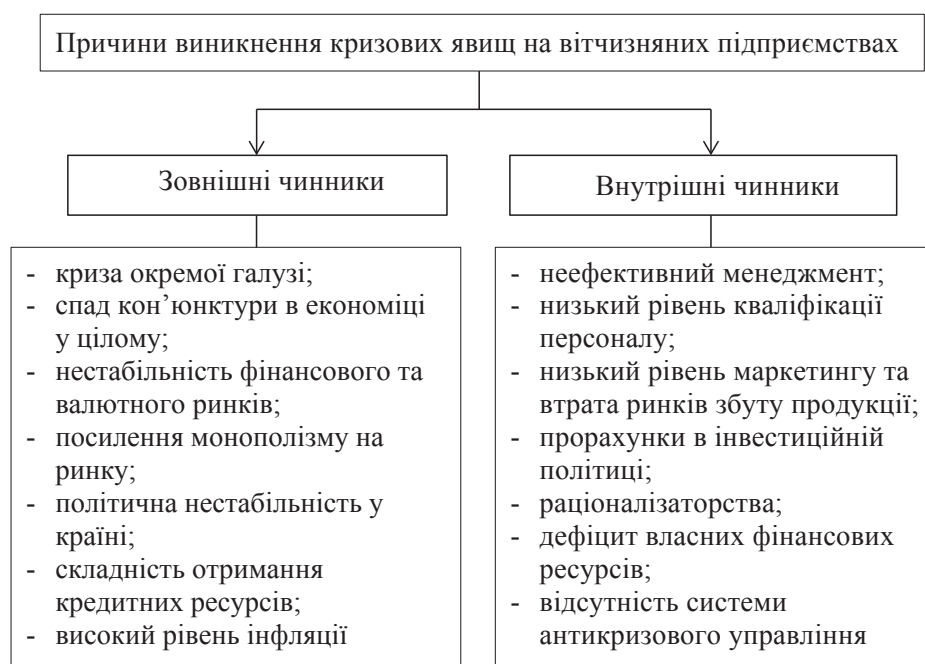 Причини виникнення кризових явищ на вітчизняних підприємствах
Зовнішні чинники
- криза окремої галузі;
- спад кон’юнктури в економіці
у цілому;
- нестабільність фінансового та
валютного ринків;
- посилення монополізму на
ринку;
- політична нестабільність у
країні;
- складність отримання
кредитних ресурсів;
- високий рівень інфляції
Внутрішні чинники
- неефективний менеджмент;
- низький рівень кваліфікації
персоналу;
- низький рівень маркетингу та
втрата ринків збуту продукції;
- прорахунки в інвестиційній
політиці;
- раціоналізаторства;
- дефіцит власних фінансових
ресурсів;
- відсутність системи
антикризового управління